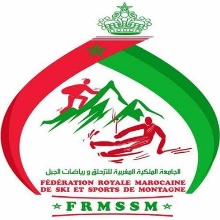 الجامعة الملكية المغربية للتزحلق و رياضات الجبل
FÉDÉRATION ROYALE MAROCAINE
DE SKI ET SPORTS DE MONTAGNE
FRMSSM